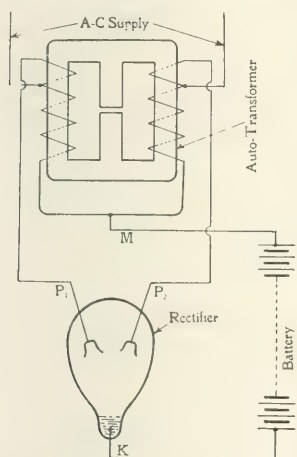 A-C Supply
Auto-Transformer
M
P₁
P₂
Rectifier
Battery
K